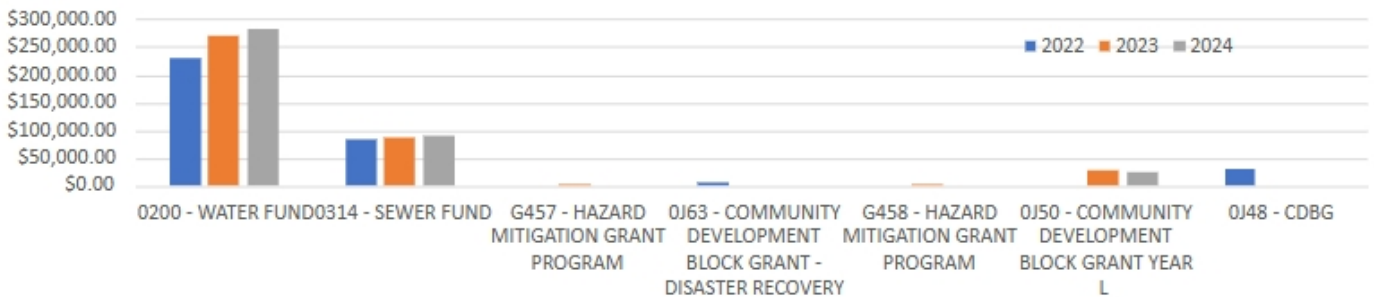 $300,000.00
$250,000.00
$200,000.00
$150,000.00
$100,000.00
$50,000.00
$0.00
2022 2023 2024
0200 - WATER FUND 0314 - SEWER FUND G457 - HAZARD 0J63 - COMMUNITY G458 - HAZARD 0J50 - COMMUNITY 0J48 - CDBG
MITIGATION GRANT DEVELOPMENT MITIGATION GRANT DEVELOPMENT
PROGRAM BLOCK GRANT - PROGRAM BLOCK GRANT YEAR
DISASTER RECOVERY L